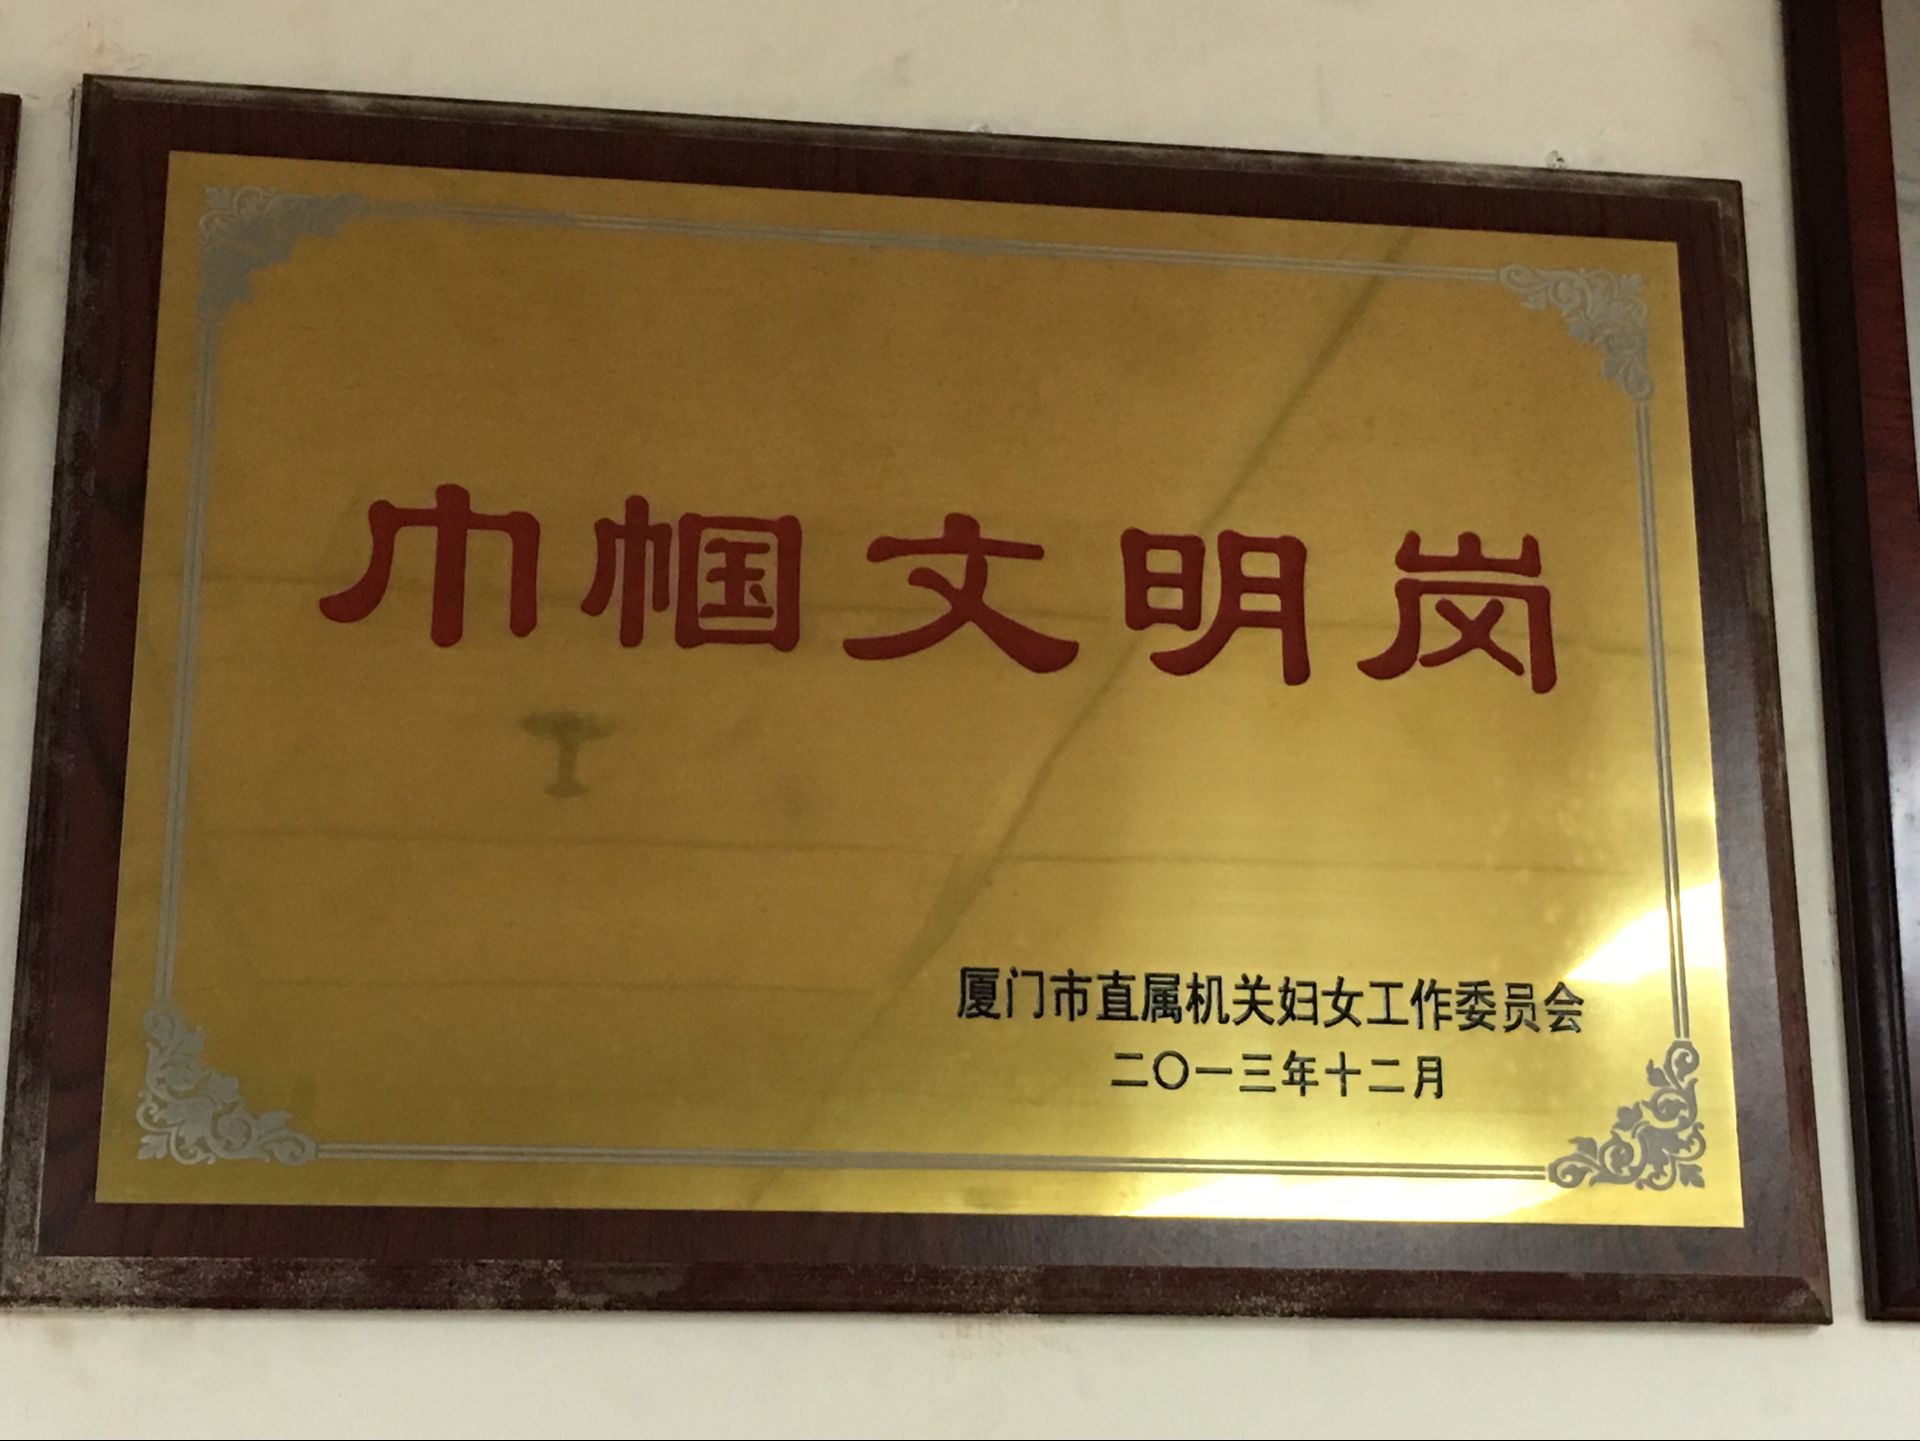 巾帼文明岗
厦门市直属机关妇女工作委员会
二〇一三年十二月